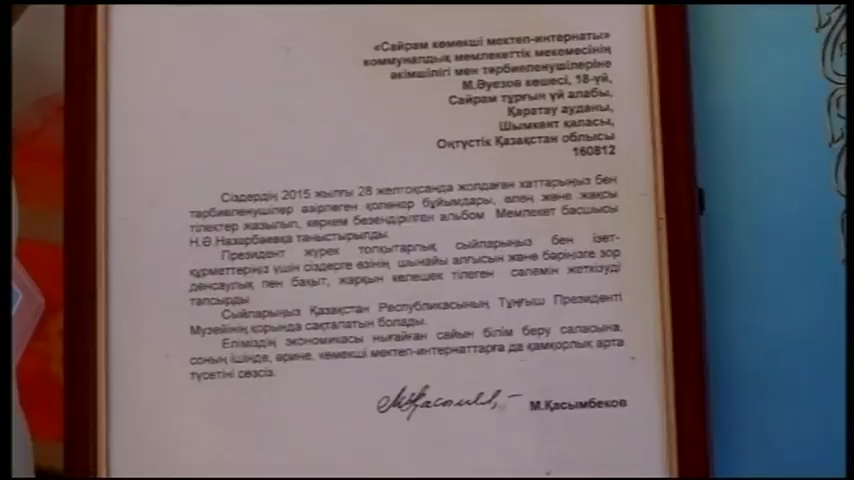 «Сайрам көмекші мектеп-интернаты»
коммуналдық мемлекеттік мекемесінің
әкімшілігі мен тәрбиеленушілеріне
М.Әуезов көшесі, 18-үй,
Сайрам тұрғын үй алабы,
Қаратау ауданы,
Шымкент қаласы,
Оңтүстік Қазақстан облысы
160812
Сіздердің 2015 жылғы 28 желтоқсанда жолдаған хаттарыңыз бен
тәрбиеленушілер әзірлеген қолөнер бұйымдары, өлең және жақсы
тілектер жазылып, көркем безендірілген альбом Мемлекет басшысы
Н.Ә.Назарбаевқа таныстырылды.
Президент жүрек толқытарлық сыйларыңыз бен ізет-
құрметтеріңіз үшін сіздерге өзінің шынайы алғысын және бәріңізге зор
денсаулық пен бақыт, жарқын келешек тілеген сәлемін жеткізуді
тапсырды.
Сыйларыңыз Қазақстан Республикасының Тұңғыш Президенті
Музейінің қорында сақталатын болады.
Еліміздің экономикасы нығайған сайын білім беру саласына,
соның ішінде, әрине, көмекші мектеп-интернаттарға да қамқорлық арта
түсетіні сөзсіз.
М.Қасымбеков